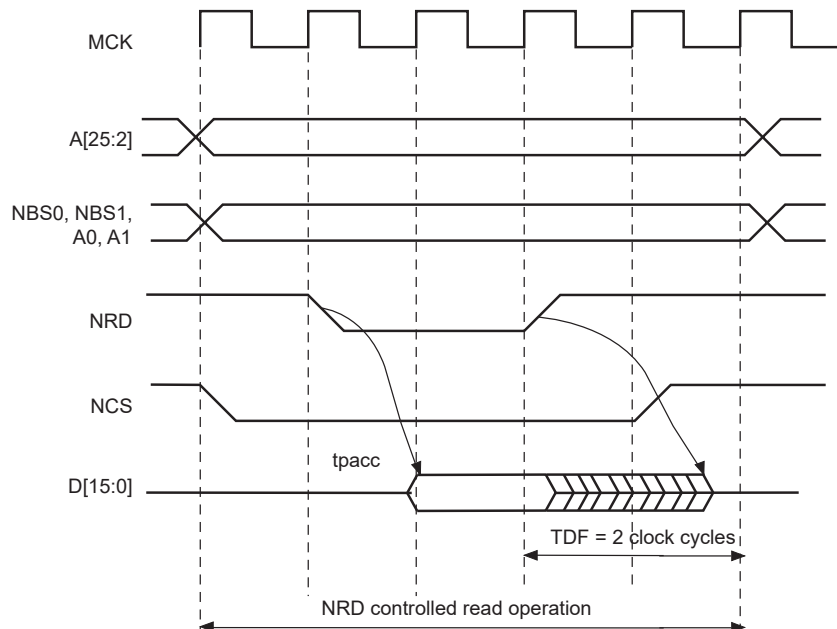 MCK
A[25:2]
NBS0, NBS1,
A0, A1
NRD
NCS
tpacc
D[15:0]
TDF = 2 clock cycles
NRD controlled read operation